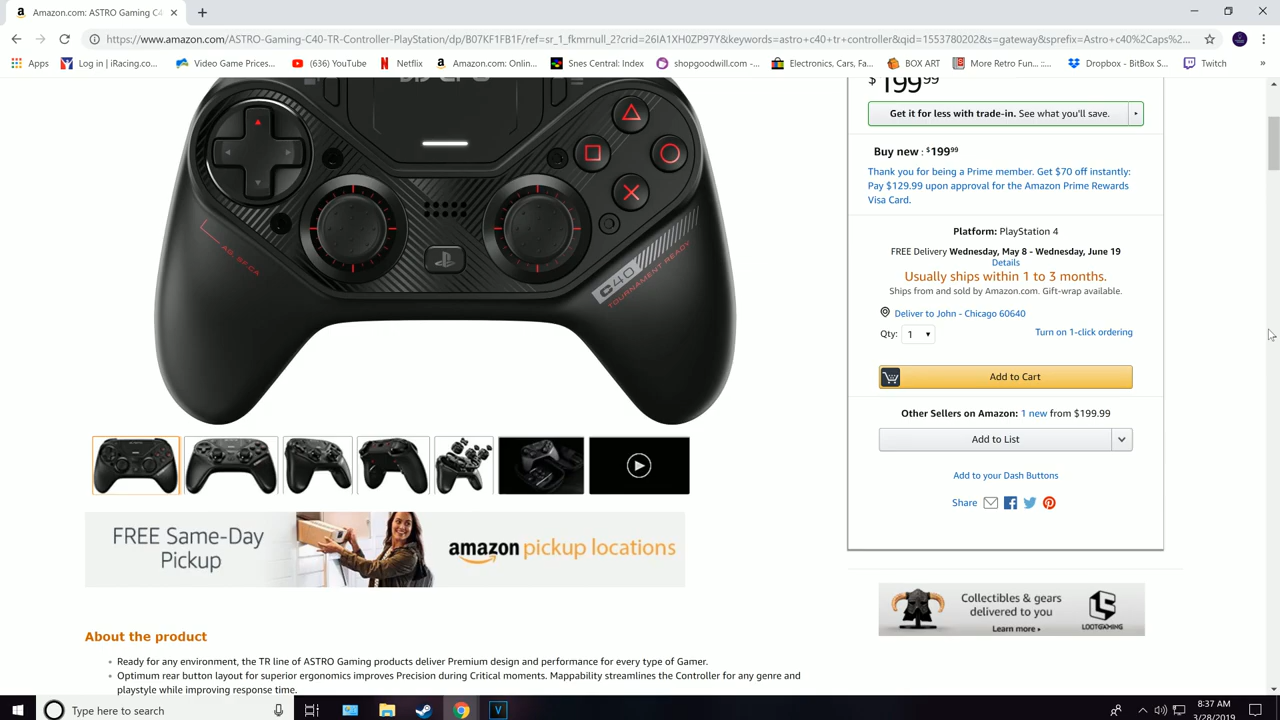 Amazon.com: ASTRO Gaming C4
https://www.amazon.com/ASTRO-Gaming-C40-TR-Controller-PlayStation/dp/B07KF1FB1F/ref=sr_1_fkmrnull_2?crid=26IA1XH0ZP97Y&keywords=astro+c40+tr+controller&qid=1553780202&s=gateway&sprefix=Astro+c40%2Caps%2...
Apps
Log in | iRacing.co...
Video Game Prices...
(636) YouTube
Netflix
Amazon.com: Onlin...
Snes Central: Index
shopgoodwill.com -...
Electronics, Cars, Fa...
BOX ART
More Retro Fun... ::...
Dropbox - BitBox S...
Twitch
»
$199 99
Get it for less with trade-in. See what you'll save.
Buy new : $199 99
Thank you for being a Prime member. Get $70 off instantly:
Pay $129.99 upon approval for the Amazon Prime Rewards
Visa Card.
Platform: PlayStation 4
FREE Delivery Wednesday, May 8 - Wednesday, June 19
Details
Usually ships within 1 to 3 months.
Ships from and sold by Amazon.com. Gift-wrap available.
Deliver to John - Chicago 60640
Qty: 1
Turn on 1-click ordering
Add to Cart
Other Sellers on Amazon: 1 new from $199.99
Add to List
Add to your Dash Buttons
Share
C40
TOURNAMENT READY
FREE Same-Day
Pickup
amazon pickup locations
Collectibles & gears
delivered to you
Learn more
LOOTGAMING
About the product
Ready for any environment, the TR line of ASTRO Gaming products deliver Premium design and performance for every type of Gamer.
Optimum rear button layout for superior ergonomics improves Precision during Critical moments. Mappability streamlines the Controller for any genre and
playstyle while improving response time.
Type here to search
8:37 AM
3/28/2019